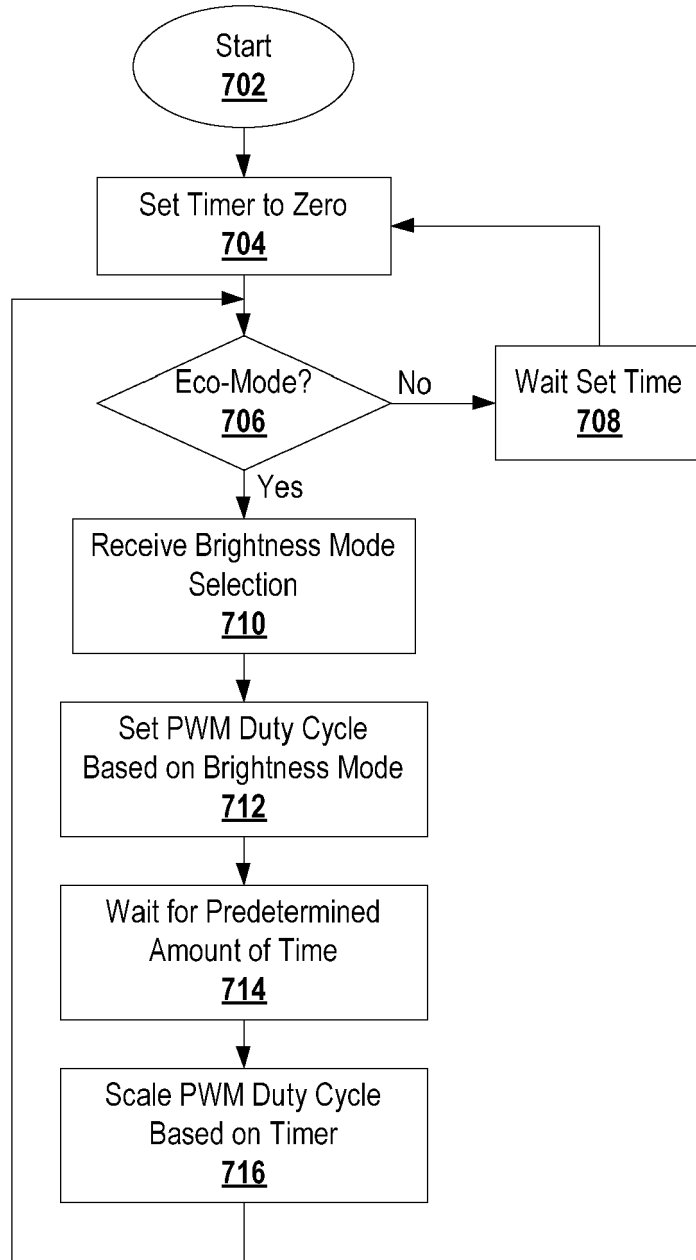 Start
702
Set Timer to Zero
704
Eco-Mode?
706
No
Wait Set Time
708
Yes
Receive Brightness Mode
Selection
710
Set PWM Duty Cycle
Based on Brightness Mode
712
Wait for Predetermined
Amount of Time
714
Scale PWM Duty Cycle
Based on Timer
716